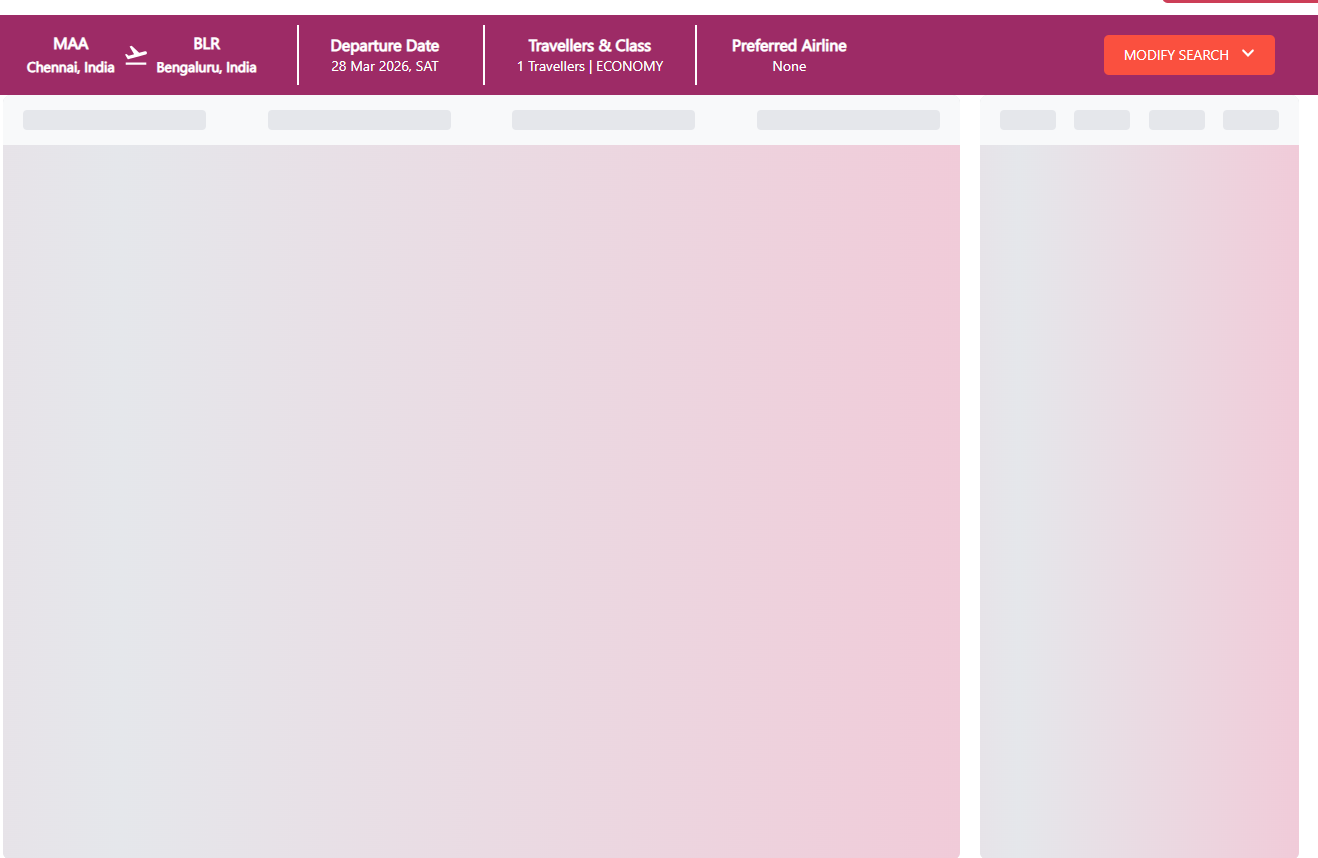 MAA
Chennai, India
BLR
Bengaluru, India
Departure Date
28 Mar 2026, SAT
Travellers & Class
1 Travellers | ECONOMY
Preferred Airline
None
MODIFY SEARCH